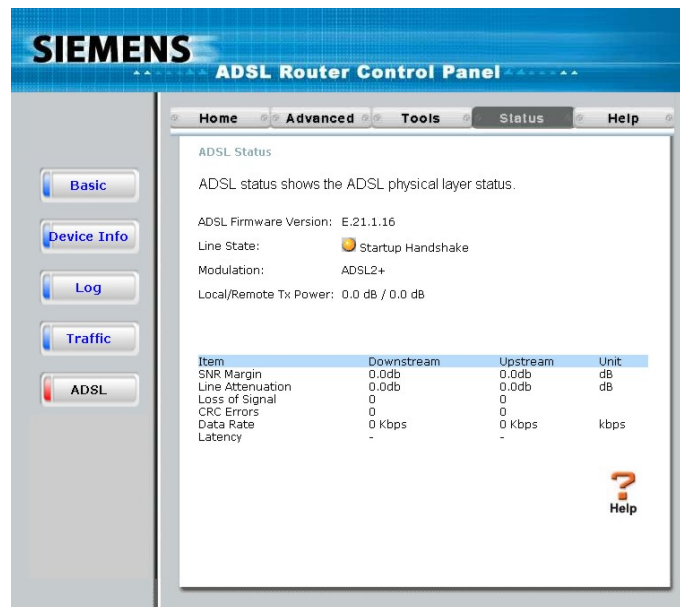 SIEMENS
ADSL Router Control Panel
Home Advanced Tools Status Help
ADSL Status
ADSL status shows the ADSL physical layer status.
Basic
Device Info
Log
Traffic
ADSL
ADSL Firmware Version: E.21.1.16
Line State: Startup Handshake
Modulation: ADSL2+
Local/Remote Tx Power: 0.0 dB / 0.0 dB
Item Downstream Upstream Unit
SNR Margin 0.0db 0.0db dB
Line Attenuation 0.0db 0.0db dB
Loss of Signal 0 0
CRC Errors 0 0
Data Rate 0 Kbps 0 Kbps kbps
Latency - -
Help